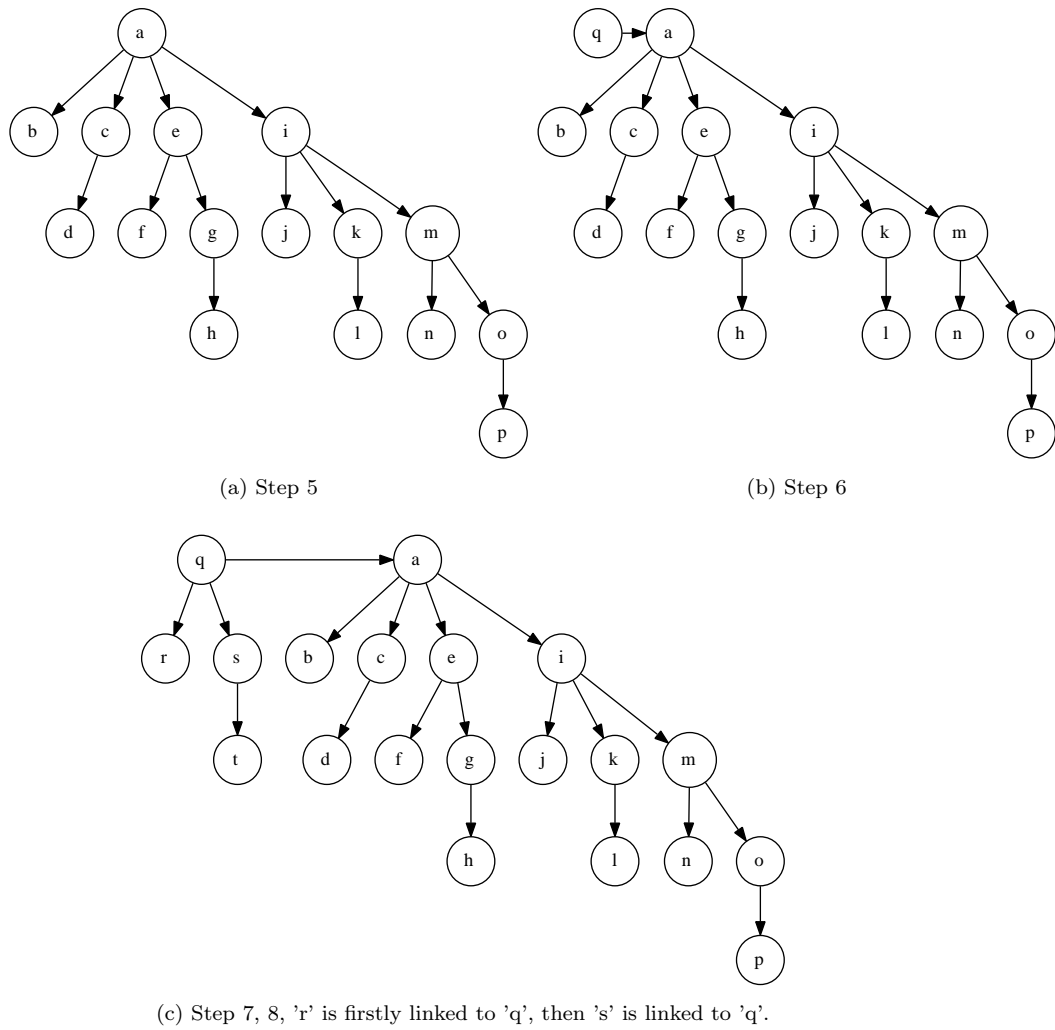 a
q a
b c e i
b c e i
d f g j k m
d f g j k m
h l n o
h l n o
p
p
(a) Step 5
(b) Step 6
q a
r s b c e i
t d f g j k m
h l n o
p
(c) Step 7, 8, ’r’ is firstly linked to ’q’, then ’s’ is linked to ’q’.